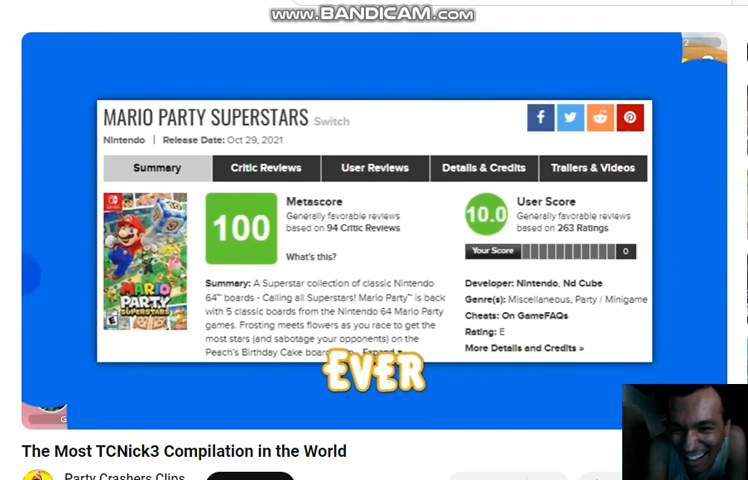 www.BANDICAM.com
MARIO PARTY SUPERSTARS Switch
Nintendo | Release Date: Oct 29, 2021
Summary Critic Reviews User Reviews Details & Credits Trailers & Videos
100
Metascore
Generally favorable reviews
based on 94 Critic Reviews
What's this?
10.0
User Score
Generally favorable reviews
based on 263 Ratings
Your Score 0
MARIO
PARTY
SUPERSTARS
Summary: A Superstar collection of classic Nintendo
64™ boards - Calling all Superstars! Mario Party™ is back
with 5 classic boards from the Nintendo 64 Mario Party
games. Frosting meets flowers as you race to get the
most stars (and sabotage your opponents) on the
Peach's Birthday Cake
Developer: Nintendo, Nd Cube
Genre(s): Miscellaneous, Party / Minigame
Cheats: On GameFAQs
Rating: E
More Details and Credits »
EVER
The Most TCNick3 Compilation in the World
Party Crashers Clips